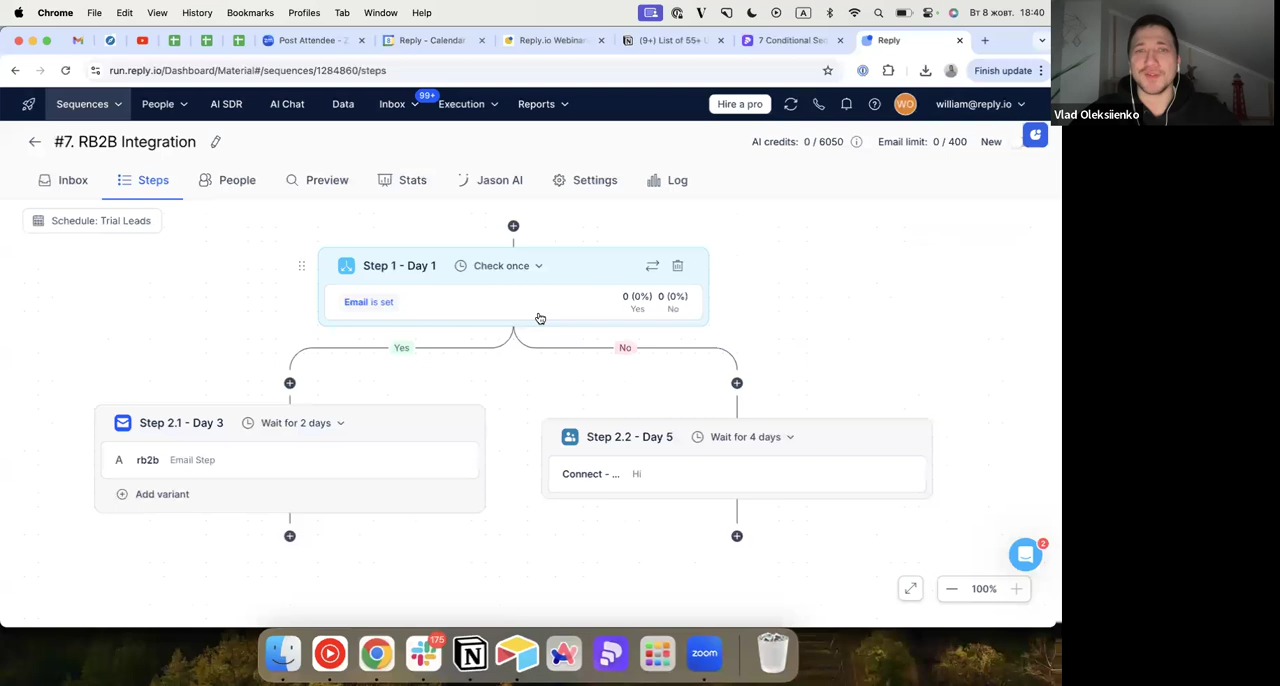 Chrome File Edit View History Bookmarks Profiles Tab Window Help A Вт 8 жовт. 18:40
Post Attendee - Z Reply - Calendar Reply.io Webinar (9+) List of 55+ 7 Conditional Sec Reply
run.reply.io/Dashboard/Material#/sequences/1284860/steps Finish update
Vlad Oleksiienko
Sequences People AI SDR AI Chat Data Inbox 99+ Execution Reports Hire a pro WO william@reply.io
#7. RB2B Integration AI credits: 0 / 6050 Email limit: 0 / 400 New
Inbox Steps People Preview Stats Jason AI Settings Log
Schedule: Trial Leads
Step 1 - Day 1 Check once
Email is set 0 (0%) 0 (0%)
Yes No
Yes No
Step 2.1 - Day 3 Wait for 2 days
A rb2b Email Step
Add variant
Step 2.2 - Day 5 Wait for 4 days
Connect - ... Hi
2
100%
175
zoom